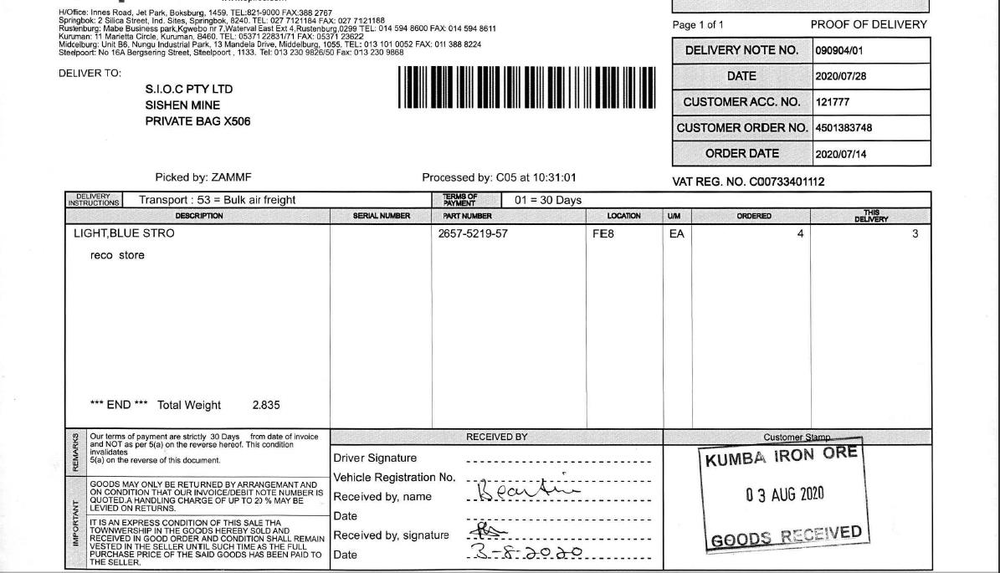 H/Office: Innes Road, Jet Park, Boksburg, 1459. TEL:821-9000 FAX:388 2767
Springbok: 2 Silica Street, Ind. Sites, Springbok, 8240. TEL: 027 7121184 FAX: 027 7121188
Rustenburg: Mabe Business park,Kgwebo nr 7,Waterval East Ext 4,Rustenburg,0299 TEL: 014 594 8600 FAX: 014 594 8611
Kuruman: 11 Marietta Circle, Kuruman, 8460. TEL: 05371 22831/71 FAX: 05371 23622
Middelburg: Unit B6, Nungu Industrial Park, 13 Mandela Drive, Middelburg, 1055. TEL: 013 101 0052 FAX: 011 388 8224
Steelpoort: No 16A Bergsering Street, Steelpoort , 1133. Tel: 013 230 9826/50 Fax: 013 230 9868
Page 1 of 1 PROOF OF DELIVERY
DELIVERY NOTE NO. 090904/01
DATE 2020/07/28
CUSTOMER ACC. NO. 121777
CUSTOMER ORDER NO. 4501383748
ORDER DATE 2020/07/14
VAT REG. NO. C00733401112
DELIVER TO:
S.I.O.C PTY LTD
SISHEN MINE
PRIVATE BAG X506
Picked by: ZAMMF Processed by: C05 at 10:31:01
DELIVERY INSTRUCTIONS Transport : 53 = Bulk air freight TERMS OF PAYMENT 01 = 30 Days
DESCRIPTION SERIAL NUMBER PART NUMBER LOCATION U/M ORDERED THIS DELIVERY
LIGHT,BLUE STRO 2657-5219-57 FE8 EA 4 3
reco store
*** END *** Total Weight 2.835
REMARKS
Our terms of payment are strictly 30 Days from date of invoice
and NOT as per 5(a) on the reverse hereof. This condition
invalidates
5(a) on the reverse of this document.
IMPORTANT
GOODS MAY ONLY BE RETURNED BY ARRANGEMANT AND
ON CONDITION THAT OUR INVOICE/DEBIT NOTE NUMBER IS
QUOTED.A HANDLING CHARGE OF UP TO 20 % MAY BE
LEVIED ON RETURNS.
IT IS AN EXPRESS CONDITION OF THIS SALE THA
TOWNWERSHIP IN THE GOODS HEREBY SOLD AND
RECEIVED IN GOOD ORDER AND CONDITION SHALL REMAIN
VESTED IN THE SELLER UNTIL SUCH TIME AS THE FULL
PURCHASE PRICE OF THE SAID GOODS HAS BEEN PAID TO
THE SELLER.
RECEIVED BY
Driver Signature
Vehicle Registration No.
Received by, name
Date
Received by, signature
Date 3-8-2020
Customer Stamp
KUMBA IRON ORE
03 AUG 2020
GOODS RECEIVED